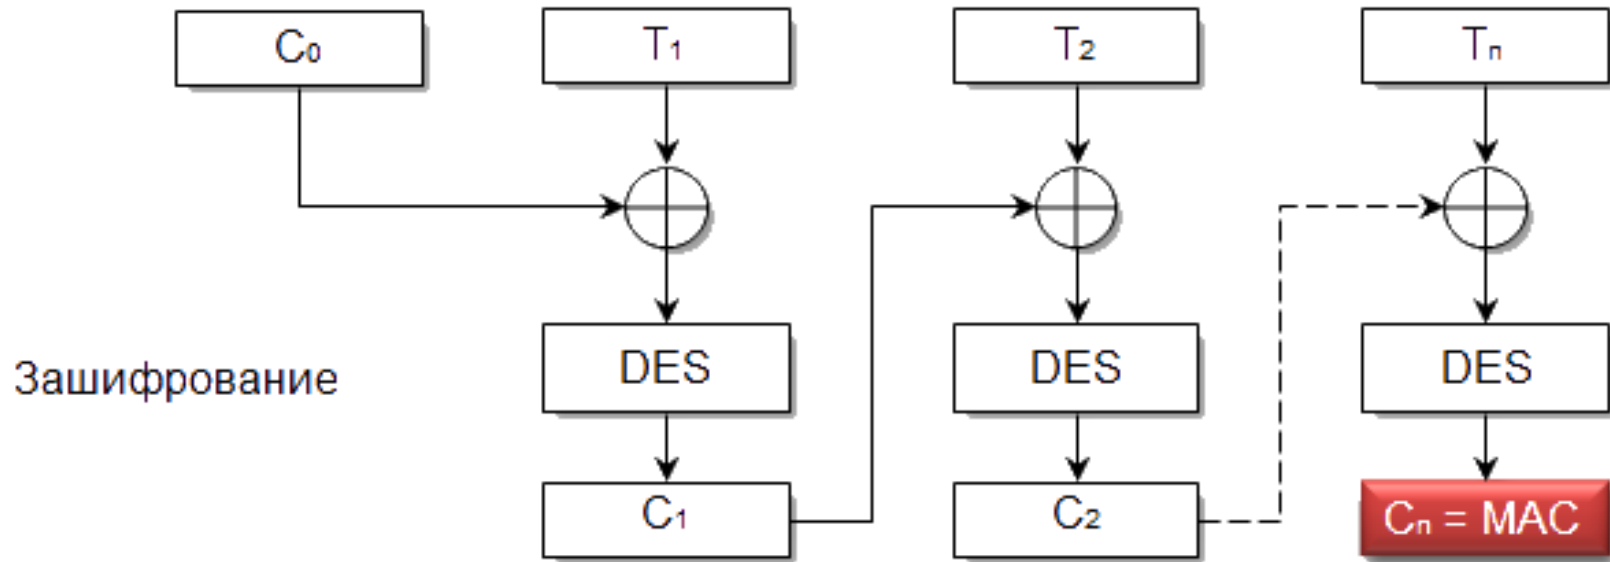 C₀
T₁
T₂
Tₙ
Зашифрование
DES
DES
DES
C₁
C₂
Cₙ = MAC